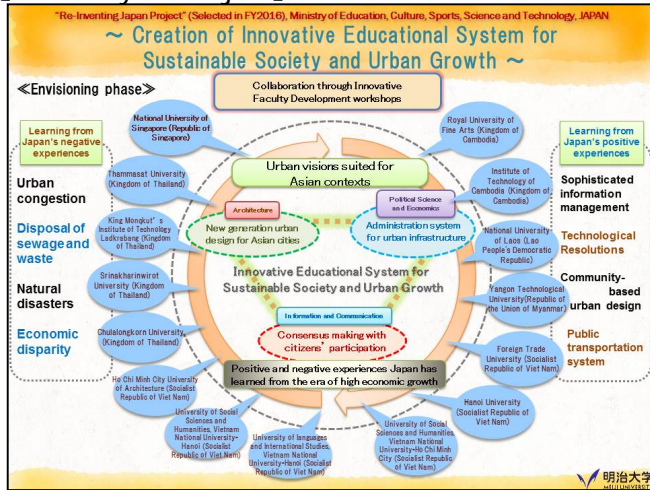 "Re-Inventing Japan Project" (Selected in FY2016), Ministry of Education, Culture, Sports, Science and Technology, JAPAN
～ Creation of Innovative Educational System for
Sustainable Society and Urban Growth ～
≪Envisioning phase≫
Collaboration through Innovative
Faculty Development workshops
Learning from
Japan's negative
experiences
Urban
congestion
Disposal of
sewage and
waste
Natural
disasters
Economic
disparity
National University of
Singapore (Republic of
Singapore)
Thammasat University
(Kingdom of Thailand)
King Mongkut's
Institute of Technology
Ladkrabang (Kingdom
of Thailand)
Srinakharinwirot
University (Kingdom
of Thailand)
Chulalongkorn University
(Kingdom of Thailand)
Ho Chi Minh City University
of Architecture (Socialist
Republic of Viet Nam)
University of Social
Sciences and
Humanities, Vietnam
National University-
Hanoi (Socialist
Republic of Viet Nam)
University of languages
and International Studies,
Vietnam National
University-Hanoi (Socialist
Republic of Viet Nam)
Urban visions suited for
Asian contexts
Architecture
New generation urban
design for Asian cities
Political Science
and Economics
Administration system
for urban infrastructure
Innovative Educational System for
Sustainable Society and Urban Growth
Information and Communication
Consensus making with
citizens' participation
Positive and negative experiences Japan has
learned from the era of high economic growth
Royal University of
Fine Arts (Kingdom of
Cambodia)
Institute of
Technology of
Cambodia (Kingdom of
Cambodia)
National University
of Laos (Lao
People's Democratic
Republic)
Yangon Technological
University(Republic of
the Union of Myanmar)
Foreign Trade
University (Socialist
Republic of Viet Nam)
Hanoi University
(Socialist Republic of
Viet Nam)
University of Social
Sciences and Humanities,
Vietnam National
University-Ho Chi Minh
City (Socialist Republic
of Viet Nam)
Learning from
Japan's positive
experiences
Sophisticated
information
management
Technological
Resolutions
Community-
based
urban design
Public
transportation
system
明治大学
MEIJI UNIVERSITY